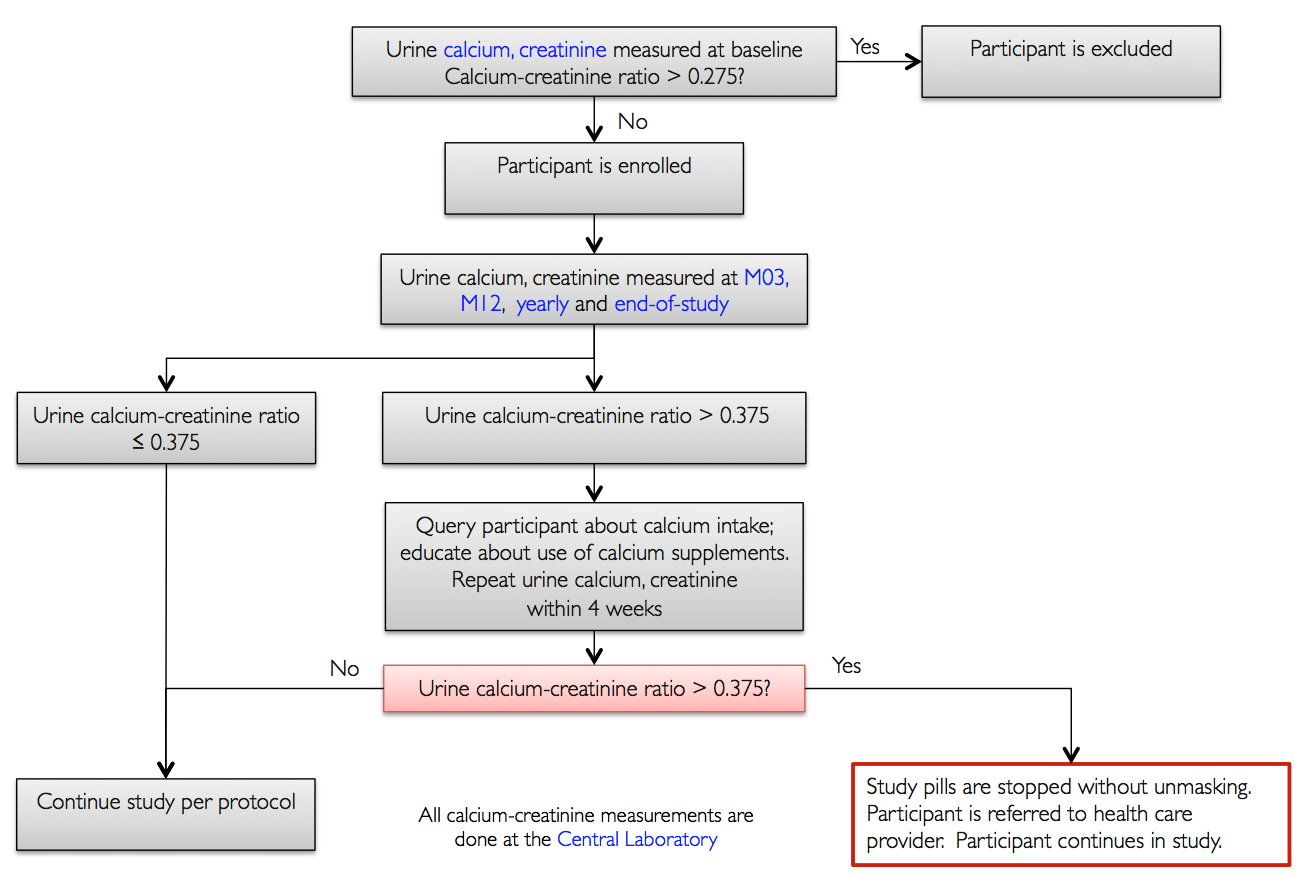 Urine calcium, creatinine measured at baseline
Calcium-creatinine ratio > 0.275?
Yes
Participant is excluded
No
Participant is enrolled
Urine calcium, creatinine measured at M03,
M12, yearly and end-of-study
Urine calcium-creatinine ratio
≤ 0.375
Urine calcium-creatinine ratio > 0.375
Query participant about calcium intake;
educate about use of calcium supplements.
Repeat urine calcium, creatinine
within 4 weeks
No
Urine calcium-creatinine ratio > 0.375?
Yes
Continue study per protocol
All calcium-creatinine measurements are
done at the Central Laboratory
Study pills are stopped without unmasking.
Participant is referred to health care
provider. Participant continues in study.